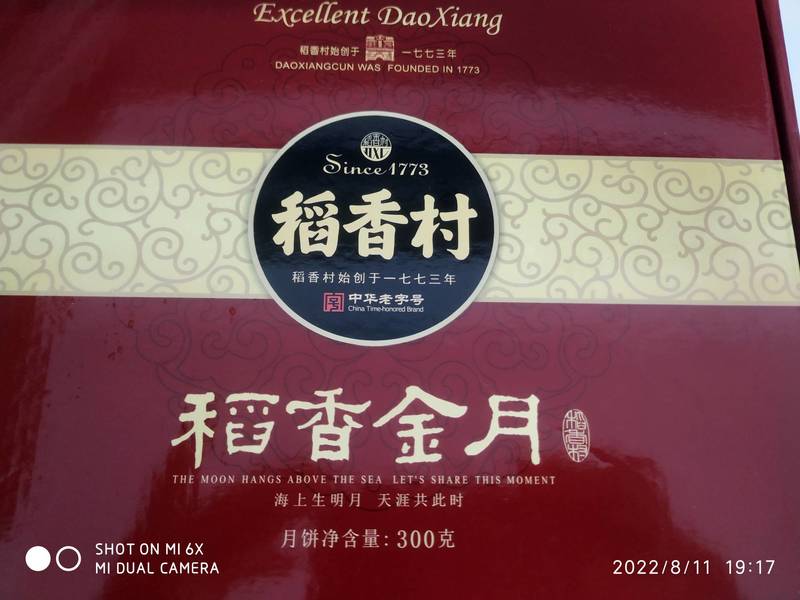 Excellent DaoXiang
稻香村始创于 一七七三年
DAOXIANGCUN WAS FOUNDED IN 1773
Since1773
稻香村
稻香村始创于一七七三年
中华老字号
China Time-honored Brand
稻香金月
稻香村
THE MOON HANGS ABOVE THE SEA LET'S SHARE THIS MOMENT
海上生明月 天涯共此时
月饼净含量：300克
SHOT ON MI 6X
MI DUAL CAMERA
2022/8/11 19:17